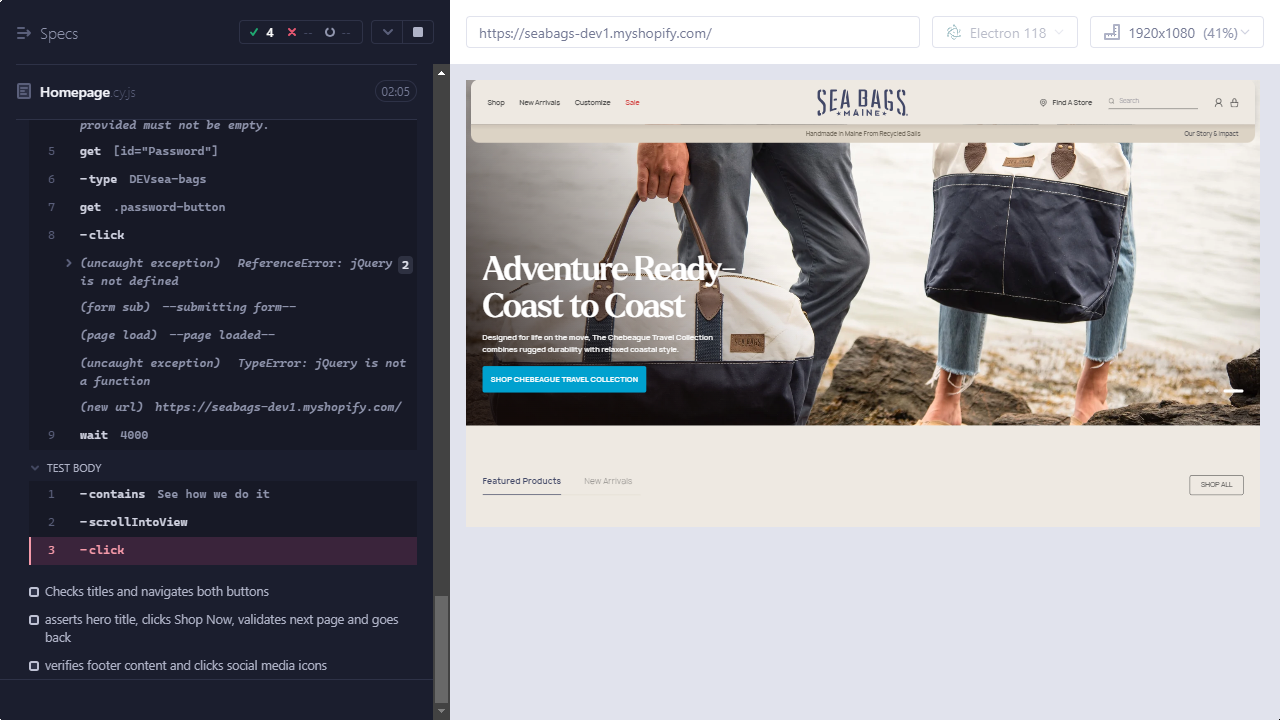 Specs
4
--
--
https://seabags-dev1.myshopify.com/
Electron 118
1920x1080 (41%)
Homepage.cy.js
02:05
provided must not be empty.
5 get [id="Password"]
6 -type DEVsea-bags
7 get .password-button
8 -click
(uncaught exception) ReferenceError: jQuery 2
is not defined
(form sub) --submitting form--
(page load) --page loaded--
(uncaught exception) TypeError: jQuery is not
a function
(new url) https://seabags-dev1.myshopify.com/
9 wait 4000
TEST BODY
1 -contains See how we do it
2 -scrollIntoView
3 -click
Checks titles and navigates both buttons
asserts hero title, clicks Shop Now, validates next page and goes
back
verifies footer content and clicks social media icons
Shop New Arrivals Customize Sale
SEA BAGS
MAINE
Find A Store
Search
Handmade In Maine From Recycled Sails
Our Story & Impact
Adventure Ready–
Coast to Coast
Designed for life on the move, The Chebeague Travel Collection
combines rugged durability with relaxed coastal style.
SHOP CHEBEAGUE TRAVEL COLLECTION
Featured Products New Arrivals
SHOP ALL